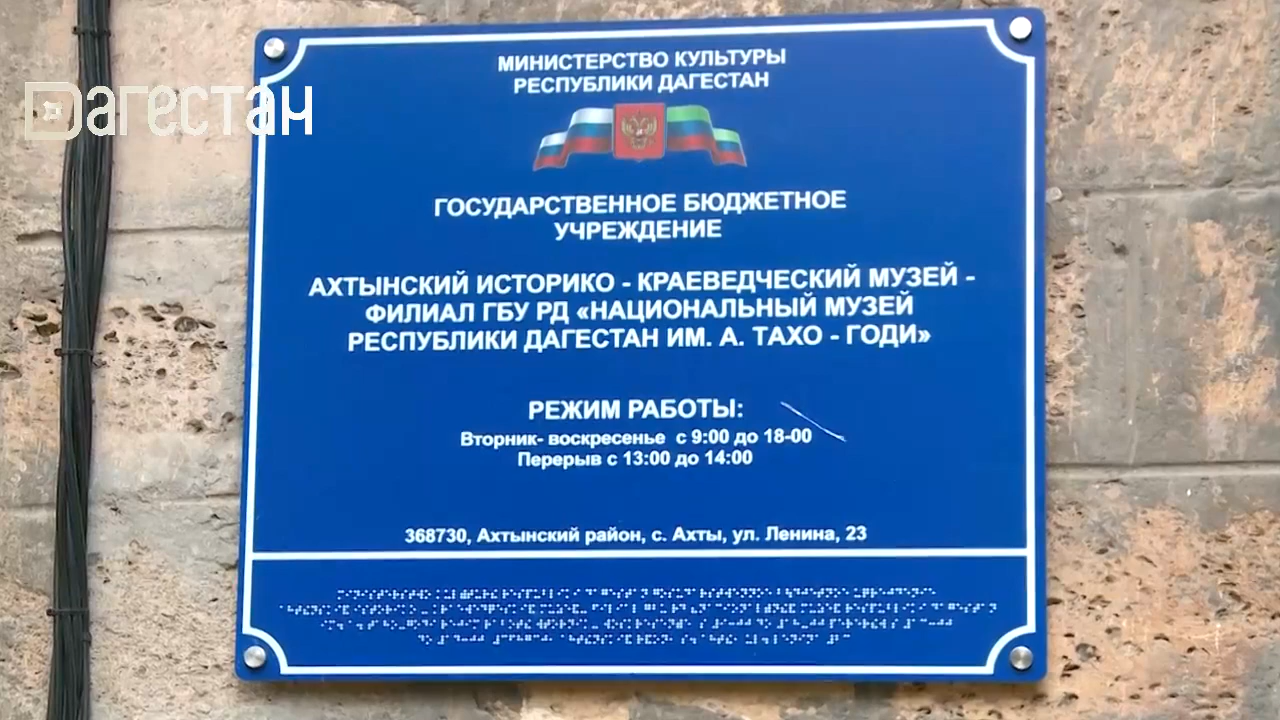 Дагестан
МИНИСТЕРСТВО КУЛЬТУРЫ
РЕСПУБЛИКИ ДАГЕСТАН
ГОСУДАРСТВЕННОЕ БЮДЖЕТНОЕ
УЧРЕЖДЕНИЕ
АХТЫНСКИЙ ИСТОРИКО - КРАЕВЕДЧЕСКИЙ МУЗЕЙ -
ФИЛИАЛ ГБУ РД «НАЦИОНАЛЬНЫЙ МУЗЕЙ
РЕСПУБЛИКИ ДАГЕСТАН ИМ. А. ТАХО - ГОДИ»
РЕЖИМ РАБОТЫ:
Вторник- воскресенье с 9:00 до 18-00
Перерыв с 13:00 до 14:00
368730, Ахтынский район, с. Ахты, ул. Ленина, 23